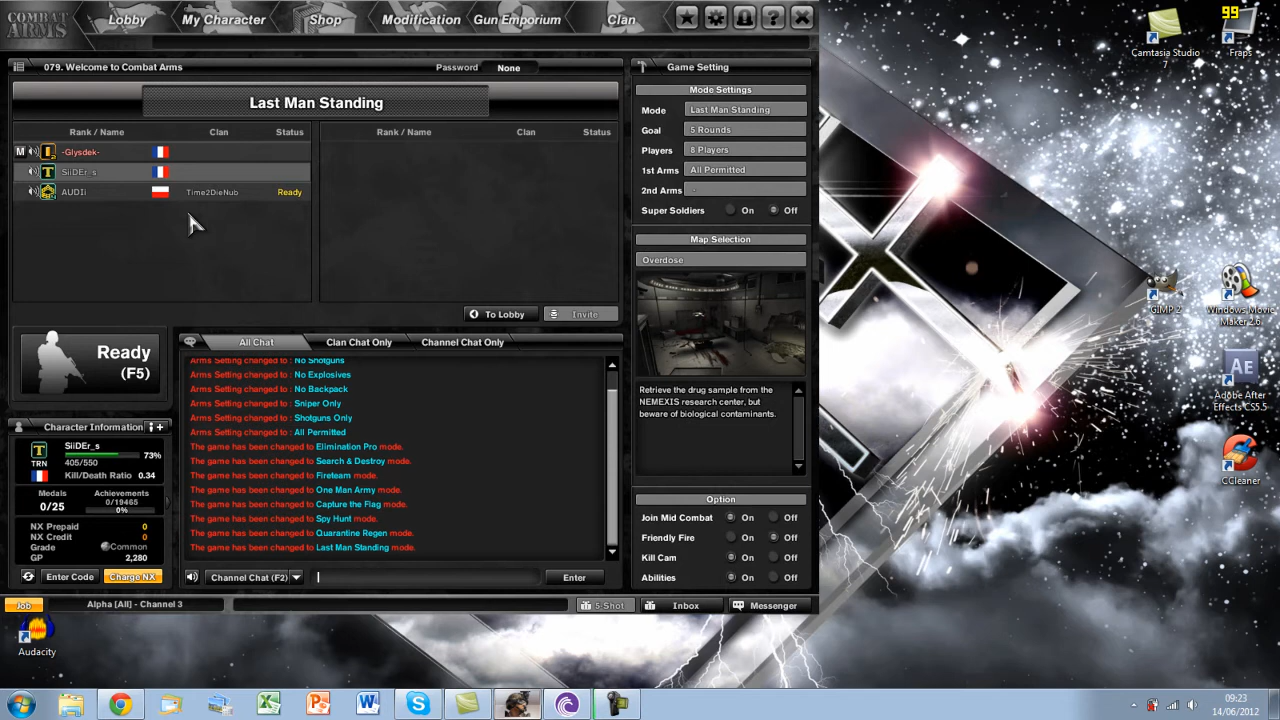 COMBAT ARMS
Lobby
My Character
Shop
Modification
Gun Emporium
Clan
079. Welcome to Combat Arms
Password None
Last Man Standing
Rank / Name Clan Status
M -Glysdek-
T SiiDEr_s
AUDIi Time2DieNub Ready
Rank / Name Clan Status
To Lobby
Invite
Ready
(F5)
All Chat
Clan Chat Only
Channel Chat Only
Arms Setting changed to : No Shotguns
Arms Setting changed to : No Explosives
Arms Setting changed to : No Backpack
Arms Setting changed to : Sniper Only
Arms Setting changed to : Shotguns Only
Arms Setting changed to : All Permitted
The game has been changed to Elimination Pro mode.
The game has been changed to Search & Destroy mode.
The game has been changed to Fireteam mode.
The game has been changed to One Man Army mode.
The game has been changed to Capture the Flag mode.
The game has been changed to Spy Hunt mode.
The game has been changed to Quarantine Regen mode.
The game has been changed to Last Man Standing mode.
Channel Chat (F2)
Enter
Character Information
T SiiDEr_s
TRN 73%
405/550
Kill/Death Ratio 0.34
Medals Achievements
0/25 0/19465
0%
NX Prepaid 0
NX Credit 0
Grade Common
GP 2,280
Enter Code
Charge NX
Job
Alpha [All] - Channel 3
5-Shot
Inbox
Messenger
Game Setting
Mode Settings
Mode Last Man Standing
Goal 5 Rounds
Players 8 Players
1st Arms All Permitted
2nd Arms -
Super Soldiers On Off
Map Selection
Overdose
Retrieve the drug sample from the
NEMEXIS research center, but
beware of biological contaminants.
Option
Join Mid Combat On Off
Friendly Fire On Off
Kill Cam On Off
Abilities On Off
99
Camtasia Studio
7
Fraps
GIMP 2
Windows Movie
Maker 2.6
AE
Adobe After
Effects CS5.5
CCleaner
Audacity
09:23
14/06/2012